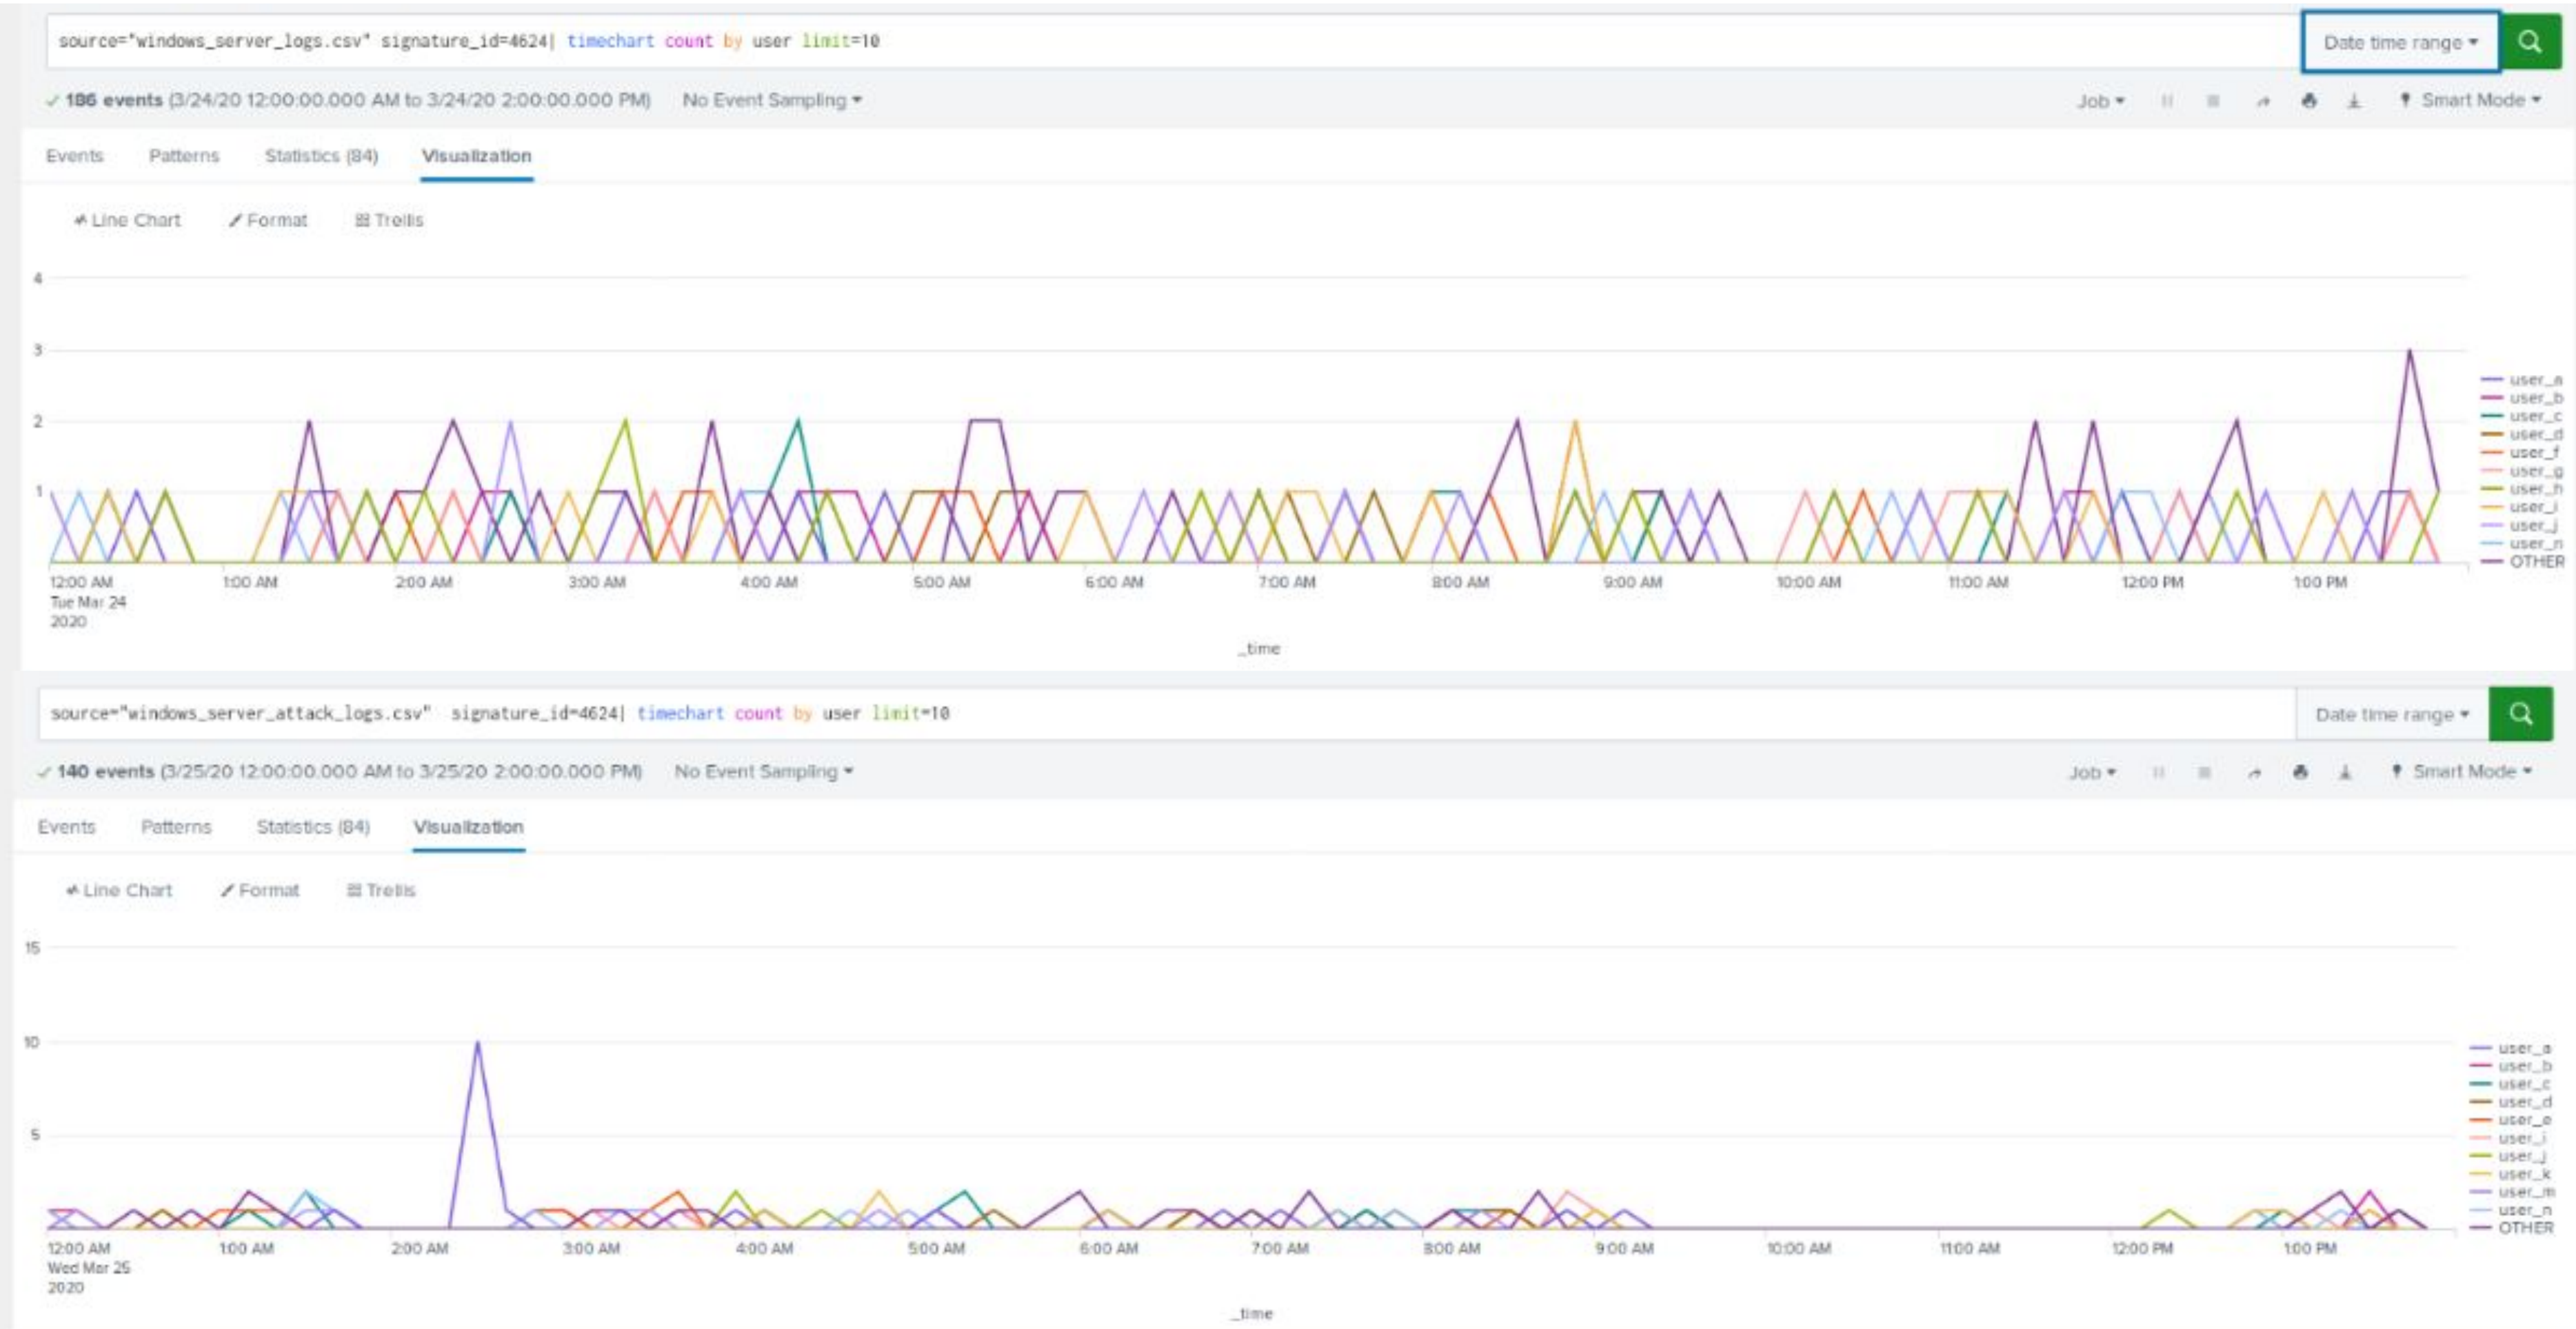 source="windows_server_logs.csv" signature_id=4624| timechart count by user limit=10
Date time range
186 events (3/24/20 12:00:00.000 AM to 3/24/20 2:00:00.000 PM) No Event Sampling
Job Smart Mode
Events Patterns Statistics (84) Visualization
Line Chart Format Trellis
4
3
2
1
user_a
user_b
user_c
user_d
user_f
user_g
user_h
user_i
user_j
user_n
OTHER
12:00 AM 1:00 AM 2:00 AM 3:00 AM 4:00 AM 5:00 AM 6:00 AM 7:00 AM 8:00 AM 9:00 AM 10:00 AM 11:00 AM 12:00 PM 1:00 PM
Tue Mar 24
2020
_time
source="windows_server_attack_logs.csv" signature_id=4624| timechart count by user limit=10
Date time range
140 events (3/25/20 12:00:00.000 AM to 3/25/20 2:00:00.000 PM) No Event Sampling
Job Smart Mode
Events Patterns Statistics (84) Visualization
Line Chart Format Trellis
15
10
5
user_a
user_b
user_c
user_d
user_e
user_i
user_j
user_k
user_m
user_n
OTHER
12:00 AM 1:00 AM 2:00 AM 3:00 AM 4:00 AM 5:00 AM 6:00 AM 7:00 AM 8:00 AM 9:00 AM 10:00 AM 11:00 AM 12:00 PM 1:00 PM
Wed Mar 25
2020
_time